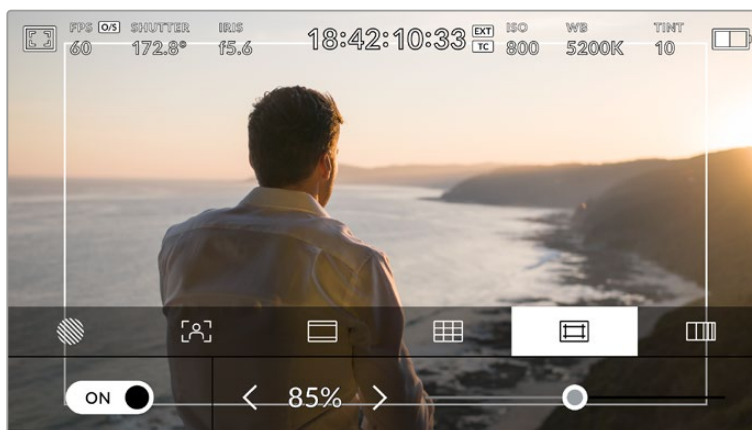 FPS O/S SHUTTER IRIS 18:42:10:33 EXT ISO WB TINT
60 172.8° f5.6 TC 800 5200K 10
ON 85%